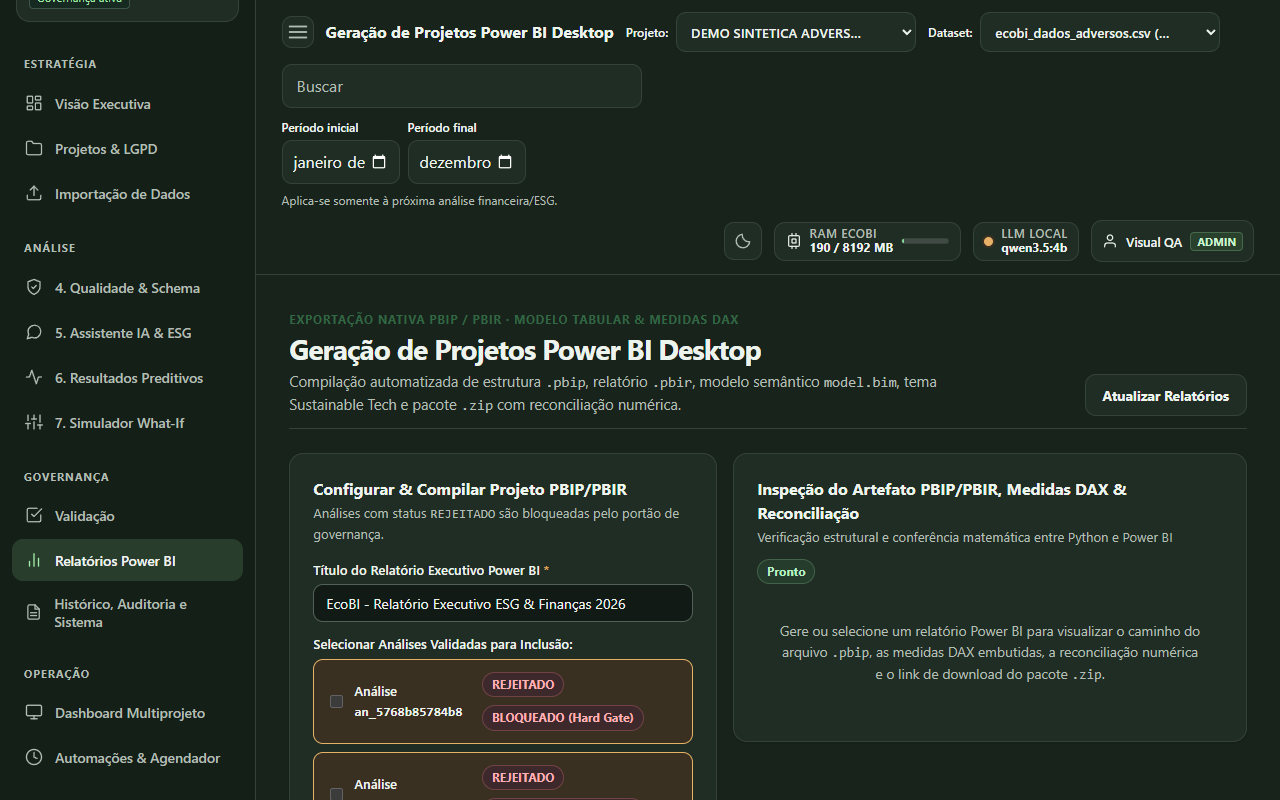 Governança ativa
ESTRATÉGIA
Visão Executiva
Projetos & LGPD
Importação de Dados
ANÁLISE
4. Qualidade & Schema
5. Assistente IA & ESG
6. Resultados Preditivos
7. Simulador What-If
GOVERNANÇA
Validação
Relatórios Power BI
Histórico, Auditoria e
Sistema
OPERAÇÃO
Dashboard Multiprojeto
Automações & Agendador
Geração de Projetos Power BI Desktop
Projeto:
DEMO SINTETICA ADVERS...
Dataset:
ecobi_dados_adversos.csv (...
Buscar
Período inicial
Período final
janeiro de
dezembro
Aplica-se somente à próxima análise financeira/ESG.
RAM ECOBI
190 / 8192 MB
LLM LOCAL
qwen3.5:4b
Visual QA
ADMIN
EXPORTAÇÃO NATIVA PBIP / PBIR · MODELO TABULAR & MEDIDAS DAX
Geração de Projetos Power BI Desktop
Compilação automatizada de estrutura .pbip, relatório .pbir, modelo semântico model.bim, tema
Sustainable Tech e pacote .zip com reconciliação numérica.
Atualizar Relatórios
Configurar & Compilar Projeto PBIP/PBIR
Análises com status REJEITADO são bloqueadas pelo portão de
governança.
Título do Relatório Executivo Power BI *
EcoBI - Relatório Executivo ESG & Finanças 2026
Selecionar Análises Validadas para Inclusão:
Análise
an_5768b85784b8
REJEITADO
BLOQUEADO (Hard Gate)
Análise
REJEITADO
Inspeção do Artefato PBIP/PBIR, Medidas DAX &
Reconciliação
Verificação estrutural e conferência matemática entre Python e Power BI
Pronto
Gere ou selecione um relatório Power BI para visualizar o caminho do
arquivo .pbip, as medidas DAX embutidas, a reconciliação numérica
e o link de download do pacote .zip.